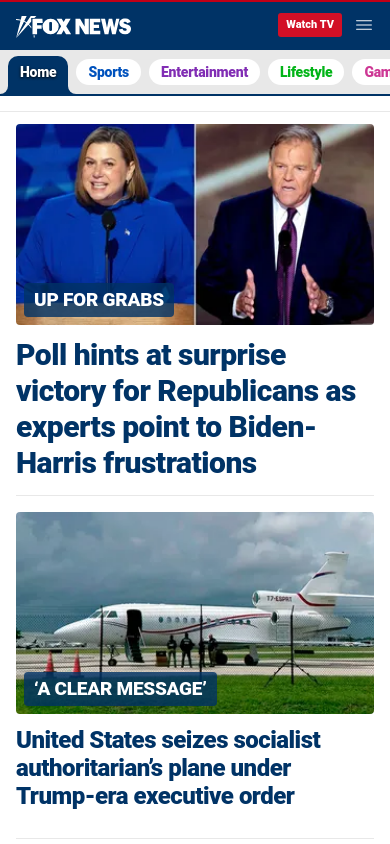 FOX NEWS
Watch TV
Home
Sports
Entertainment
Lifestyle
Gam
UP FOR GRABS
Poll hints at surprise
victory for Republicans as
experts point to Biden-
Harris frustrations
T7-ESPRT
‘A CLEAR MESSAGE’
United States seizes socialist
authoritarian’s plane under
Trump-era executive order